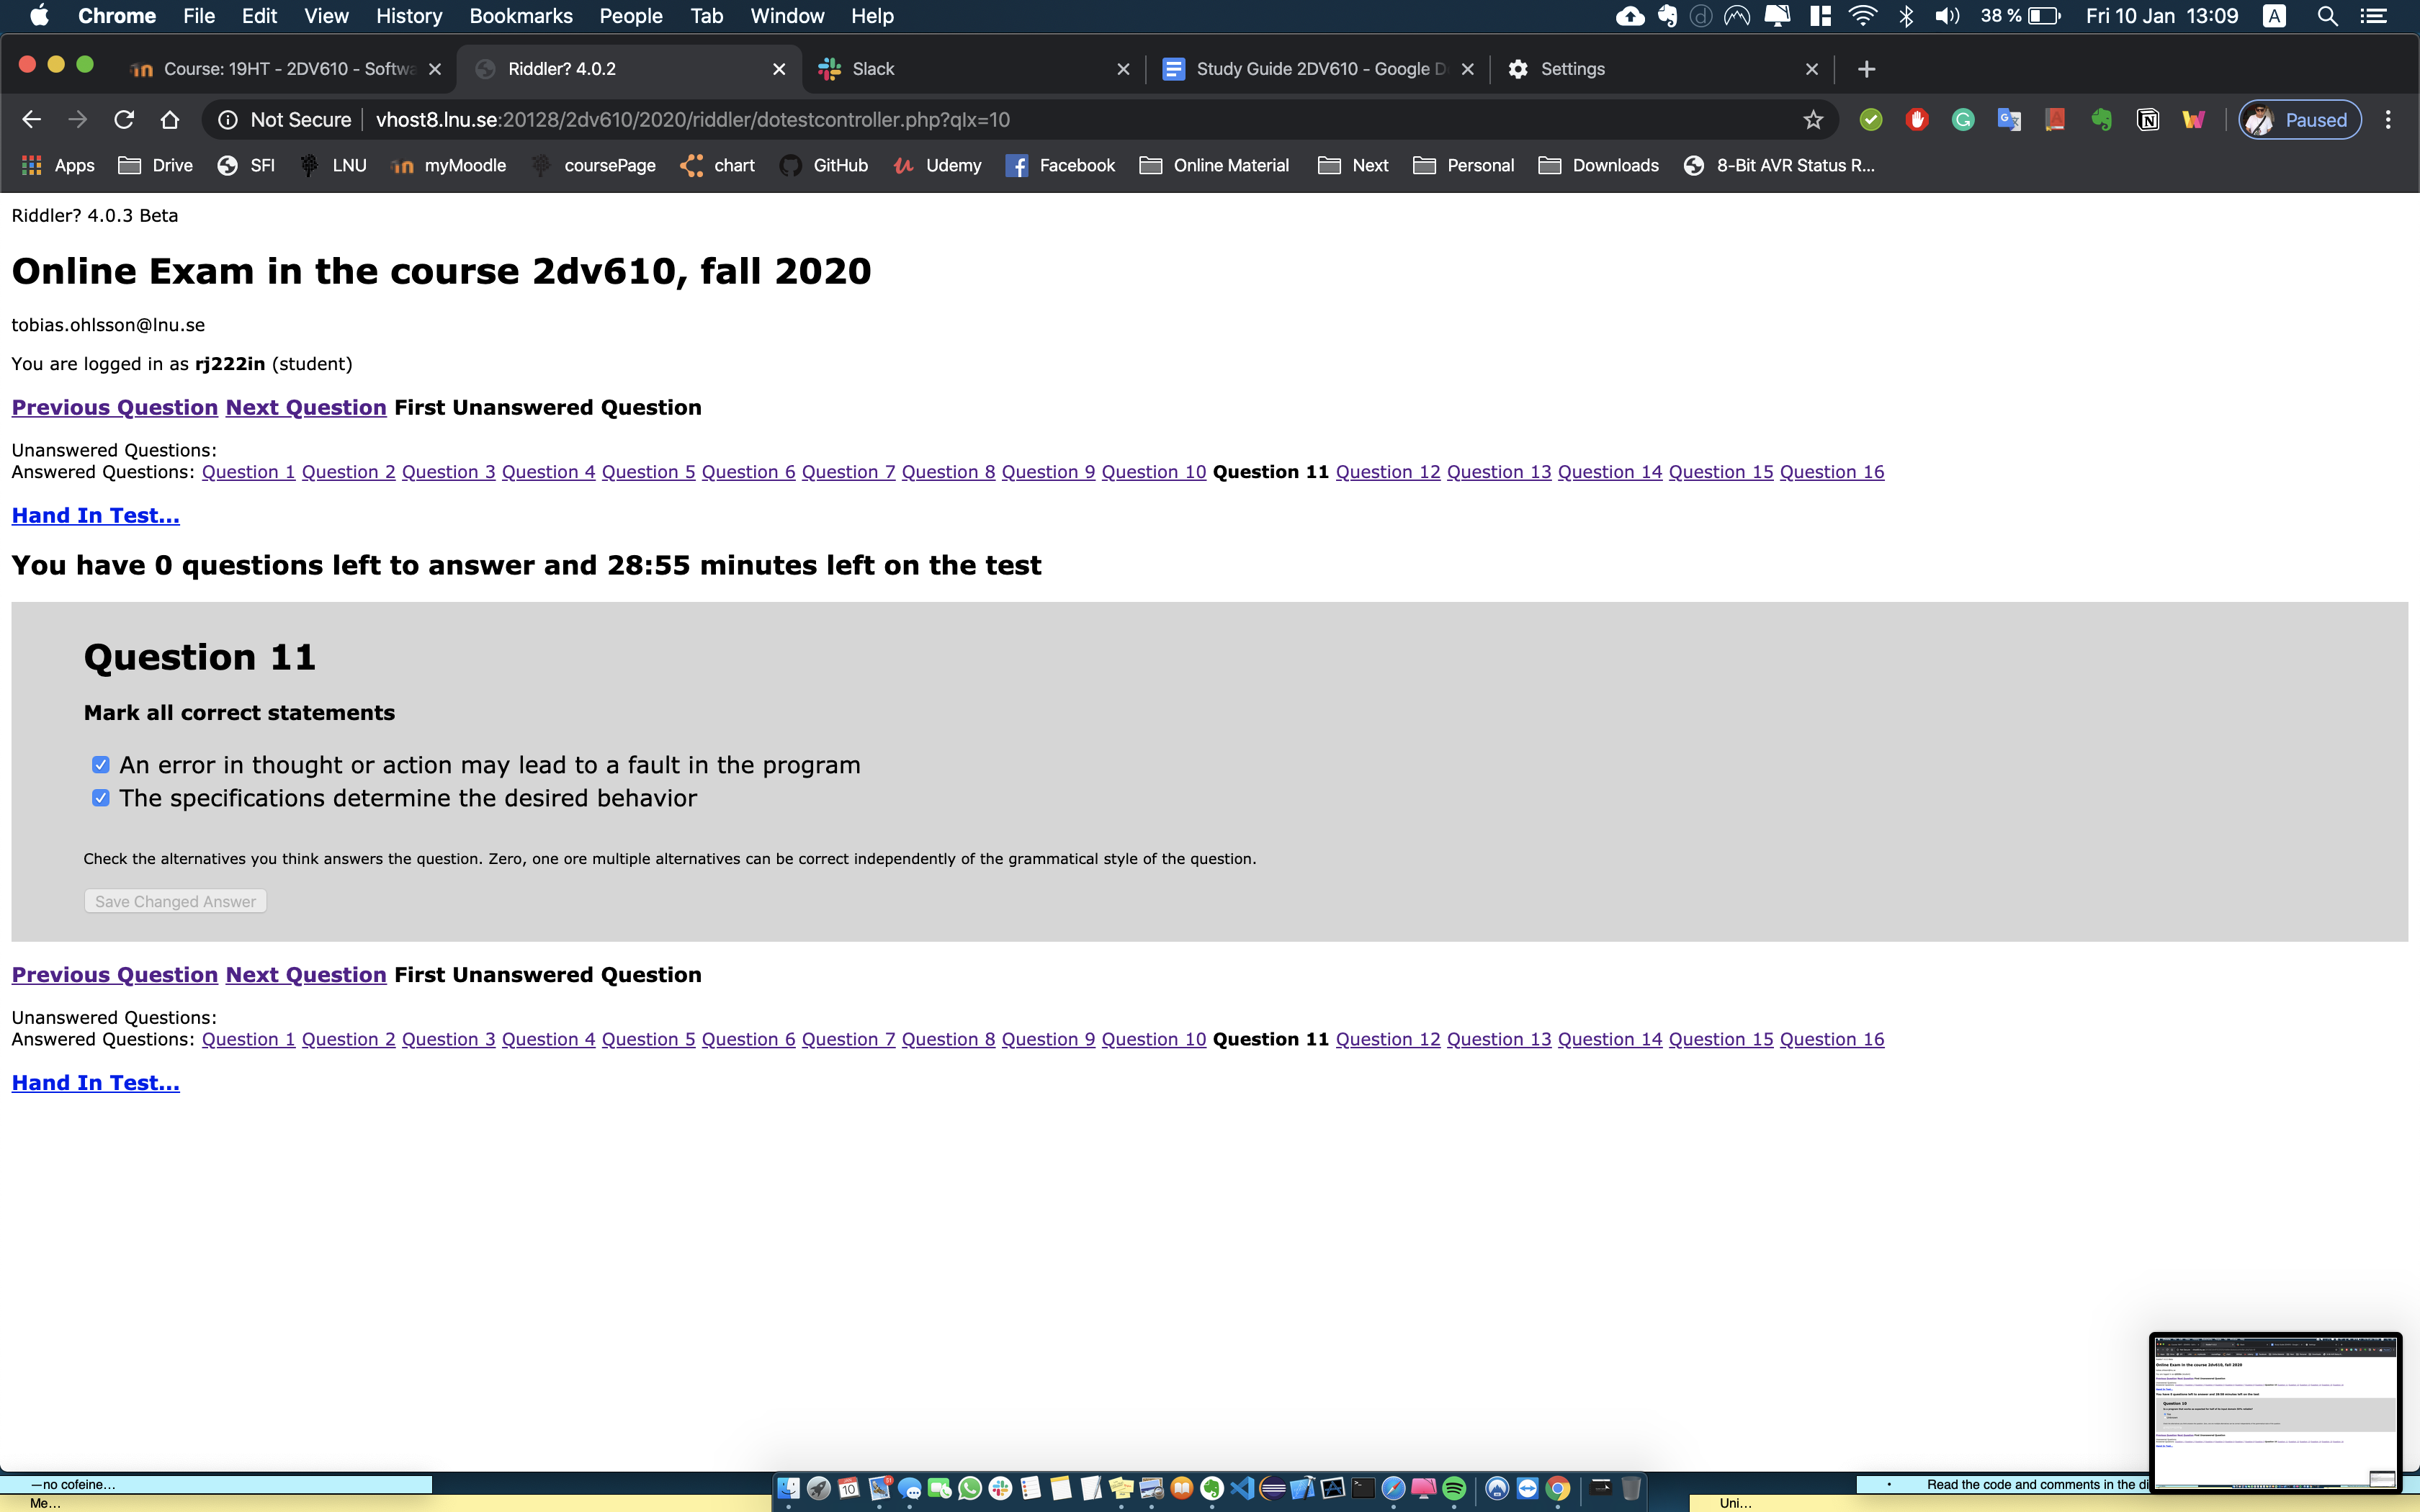 Chrome File Edit View History Bookmarks People Tab Window Help 38 % Fri 10 Jan 13:09 A
Course: 19HT - 2DV610 - Softwa Riddler? 4.0.2 Slack Study Guide 2DV610 - Google D Settings
Not Secure vhost8.lnu.se:20128/2dv610/2020/riddler/dotestcontroller.php?qIx=10 Paused
Apps Drive SFI LNU myMoodle coursePage chart GitHub Udemy Facebook Online Material Next Personal Downloads 8-Bit AVR Status R...
Riddler? 4.0.3 Beta
Online Exam in the course 2dv610, fall 2020
tobias.ohlsson@lnu.se
You are logged in as rj222in (student)
Previous Question Next Question First Unanswered Question
Unanswered Questions:
Answered Questions: Question 1 Question 2 Question 3 Question 4 Question 5 Question 6 Question 7 Question 8 Question 9 Question 10 Question 11 Question 12 Question 13 Question 14 Question 15 Question 16
Hand In Test...
You have 0 questions left to answer and 28:55 minutes left on the test
Question 11
Mark all correct statements
An error in thought or action may lead to a fault in the program
The specifications determine the desired behavior
Check the alternatives you think answers the question. Zero, one ore multiple alternatives can be correct independently of the grammatical style of the question.
Save Changed Answer
Previous Question Next Question First Unanswered Question
Unanswered Questions:
Answered Questions: Question 1 Question 2 Question 3 Question 4 Question 5 Question 6 Question 7 Question 8 Question 9 Question 10 Question 11 Question 12 Question 13 Question 14 Question 15 Question 16
Hand In Test...
—no cofeine...
Me...
• Read the code and comments in the di
Uni...